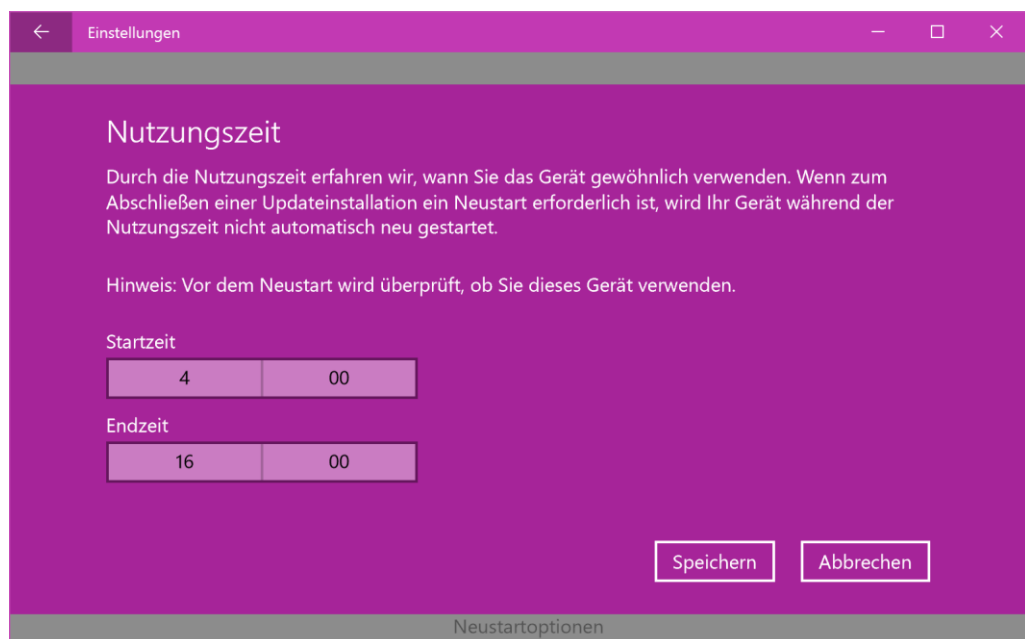 Einstellungen
Nutzungszeit
Durch die Nutzungszeit erfahren wir, wann Sie das Gerät gewöhnlich verwenden. Wenn zum
Abschließen einer Updateinstallation ein Neustart erforderlich ist, wird Ihr Gerät während der
Nutzungszeit nicht automatisch neu gestartet.
Hinweis: Vor dem Neustart wird überprüft, ob Sie dieses Gerät verwenden.
Startzeit
4 00
Endzeit
16 00
Speichern Abbrechen
Neustartoptionen